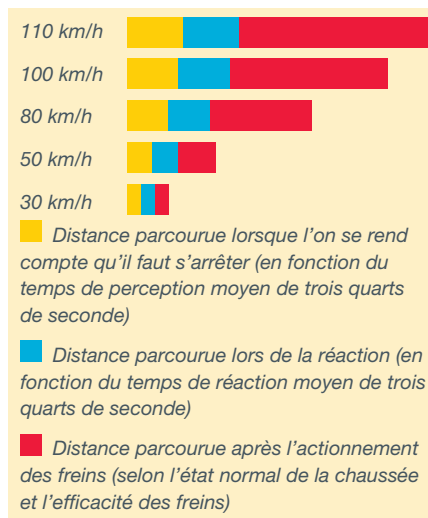 110 km/h
100 km/h
80 km/h
50 km/h
30 km/h
Distance parcourue lorsque l'on se rend
compte qu'il faut s'arrêter (en fonction du
temps de perception moyen de trois quarts
de seconde)
Distance parcourue lors de la réaction (en
fonction du temps de réaction moyen de trois
quarts de seconde)
Distance parcourue après l'actionnement
des freins (selon l'état normal de la chaussée
et l'efficacité des freins)